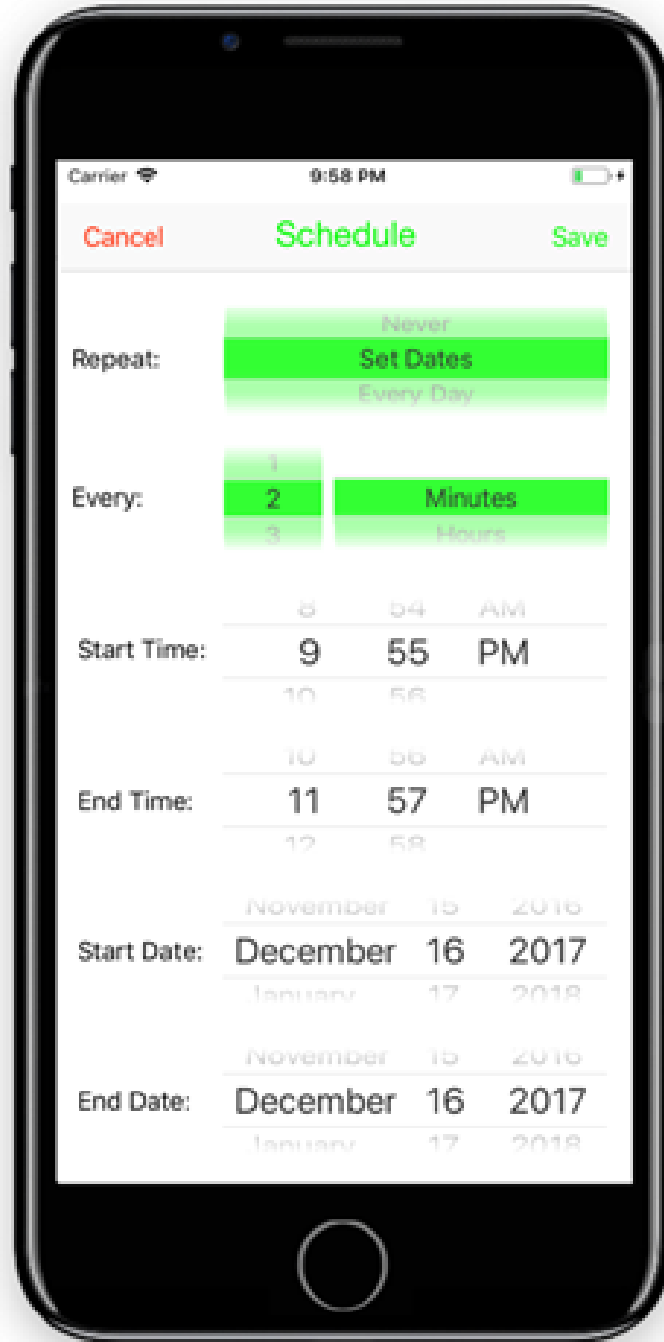 Carrier 9:58 PM
Cancel Schedule Save
Never
Repeat: Set Dates
Every Day
1
Every: 2 Minutes
3 Hours
8 54 AM
Start Time: 9 55 PM
10 56
10 56 AM
End Time: 11 57 PM
12 58
November 15 2016
Start Date: December 16 2017
January 17 2018
November 15 2016
End Date: December 16 2017
January 17 2018